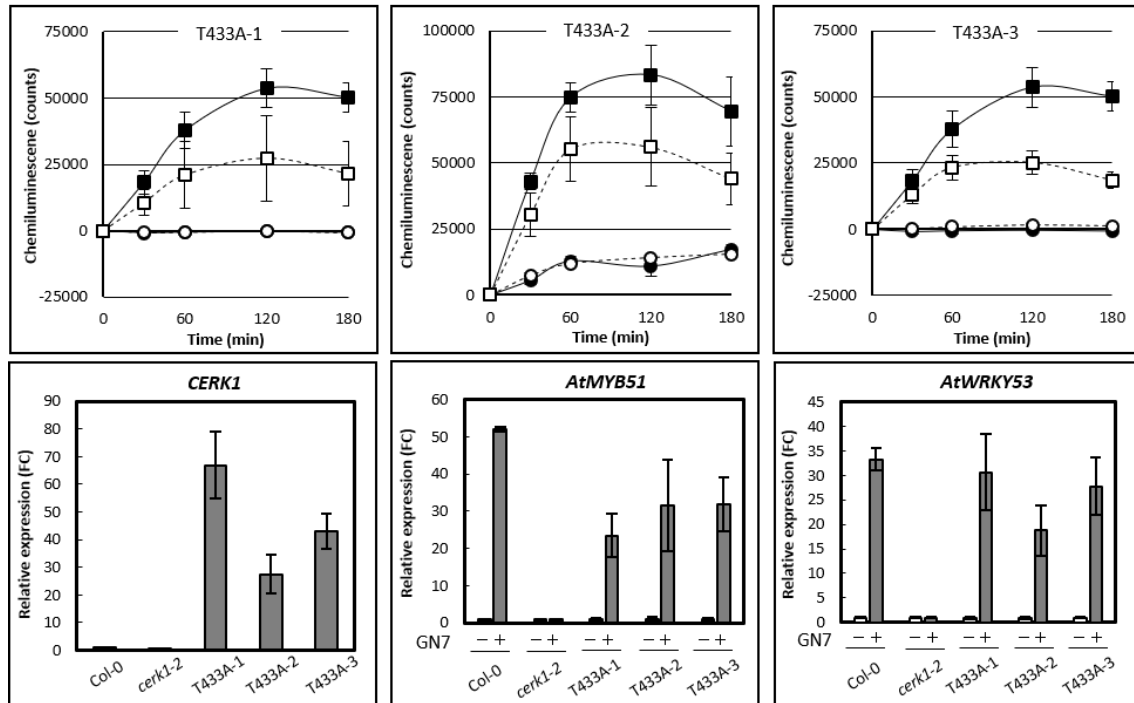 T433A-1
Chemiluminescene (counts)
75000
50000
25000
0
-25000
0 60 120 180
Time (min)
T433A-2
Chemiluminescene (counts)
100000
75000
50000
25000
0
0 60 120 180
Time (min)
T433A-3
Chemiluminescene (counts)
75000
50000
25000
0
-25000
0 60 120 180
Time (min)
CERK1
Relative expression (FC)
90
80
70
60
50
40
30
20
10
0
Col-0 cerk1-2 T433A-1 T433A-2 T433A-3
AtMYB51
Relative expression (FC)
60
50
40
30
20
10
0
GN7 − + − + − + − + − +
Col-0 cerk1-2 T433A-1 T433A-2 T433A-3
AtWRKY53
Relative expression (FC)
45
40
35
30
25
20
15
10
5
0
GN7 − + − + − + − + − +
Col-0 cerk1-2 T433A-1 T433A-2 T433A-3